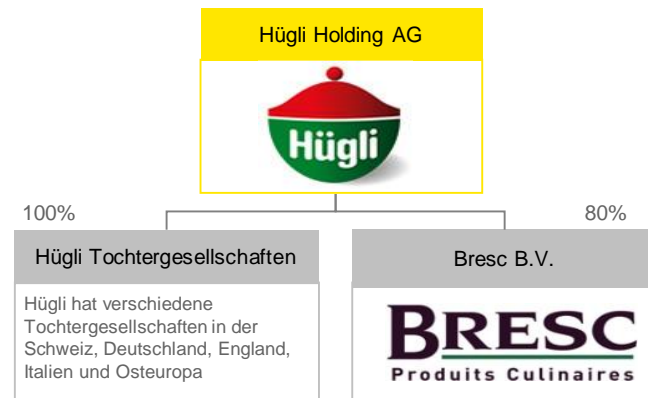 Hügli Holding AG
Hügli
100%
80%
Hügli Tochtergesellschaften
Hügli hat verschiedene
Tochtergesellschaften in der
Schweiz, Deutschland, England,
Italien und Osteuropa
Bresc B.V.
BRESC
Produits Culinaires